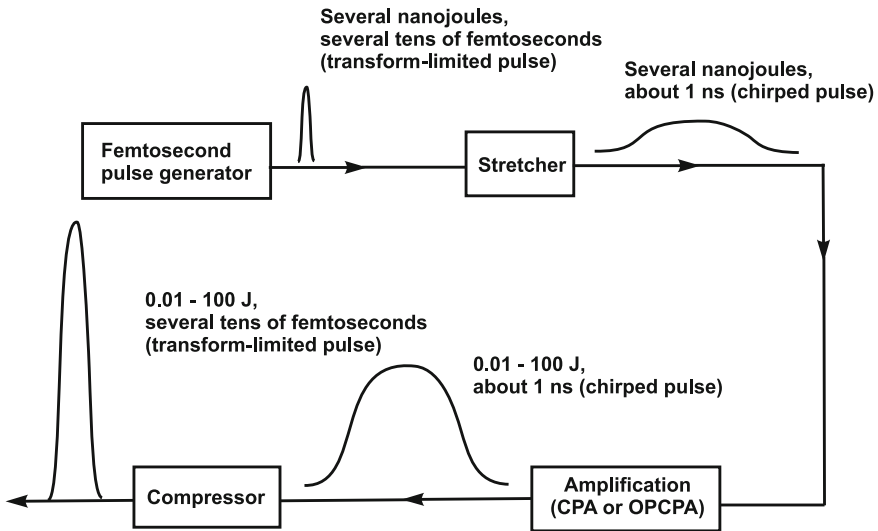 Several nanojoules,
several tens of femtoseconds
(transform-limited pulse)
Several nanojoules,
about 1 ns (chirped pulse)
Femtosecond
pulse generator
Stretcher
0.01 - 100 J,
several tens of femtoseconds
(transform-limited pulse)
0.01 - 100 J,
about 1 ns (chirped pulse)
Compressor
Amplification
(CPA or OPCPA)